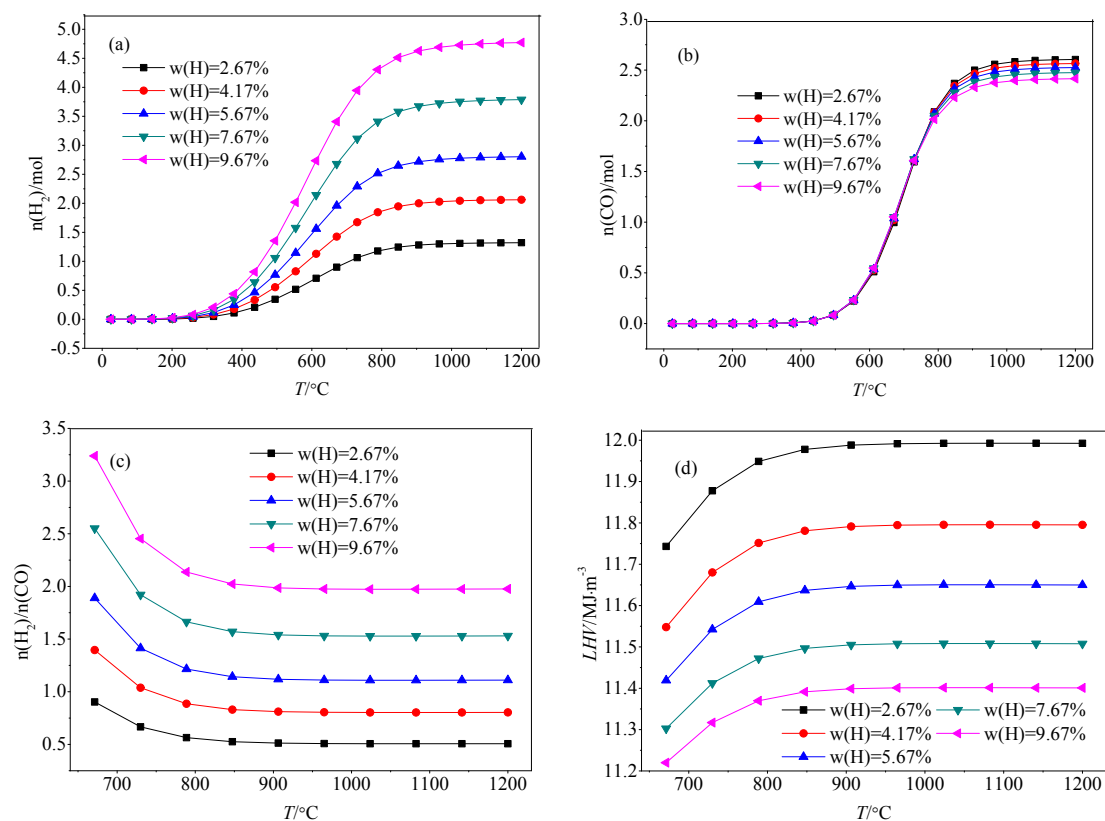 (a)
w(H)=2.67%
w(H)=4.17%
w(H)=5.67%
w(H)=7.67%
w(H)=9.67%
n(H₂)/mol
5.0
4.5
4.0
3.5
3.0
2.5
2.0
1.5
1.0
0.5
0.0
-0.5
0 200 400 600 800 1000 1200
T/°C
(b)
w(H)=2.67%
w(H)=4.17%
w(H)=5.67%
w(H)=7.67%
w(H)=9.67%
n(CO)/mol
3.0
2.5
2.0
1.5
1.0
0.5
0.0
0 200 400 600 800 1000 1200
T/°C
(c)
w(H)=2.67%
w(H)=4.17%
w(H)=5.67%
w(H)=7.67%
w(H)=9.67%
n(H₂)/n(CO)
3.5
3.0
2.5
2.0
1.5
1.0
0.5
700 800 900 1000 1100 1200
T/°C
(d)
LHV/MJ·m⁻³
12.0
11.9
11.8
11.6
11.5
11.4
11.3
11.2
w(H)=2.67% w(H)=7.67%
w(H)=4.17% w(H)=9.67%
w(H)=5.67%
700 800 900 1000 1100 1200
T/°C